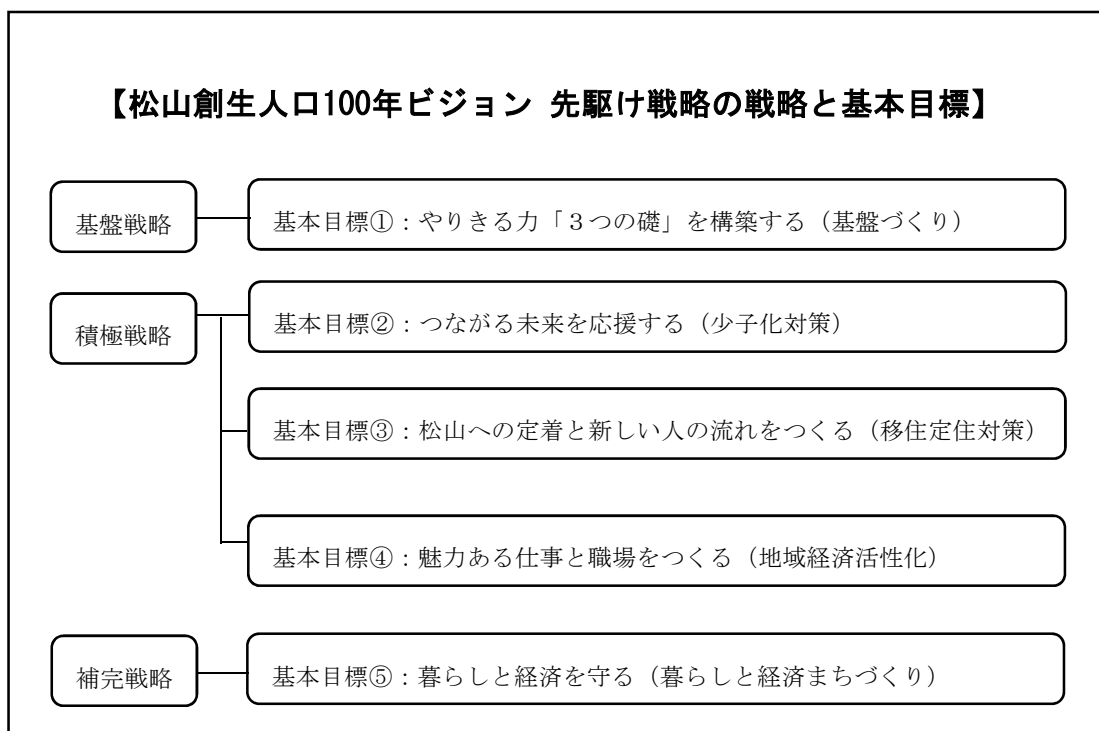 【松山創生人口100年ビジョン 先駆け戦略の戦略と基本目標】
基盤戦略
基本目標①：やりきる力「３つの礎」を構築する（基盤づくり）
積極戦略
基本目標②：つながる未来を応援する（少子化対策）
基本目標③：松山への定着と新しい人の流れをつくる（移住定住対策）
基本目標④：魅力ある仕事と職場をつくる（地域経済活性化）
補完戦略
基本目標⑤：暮らしと経済を守る（暮らしと経済まちづくり）